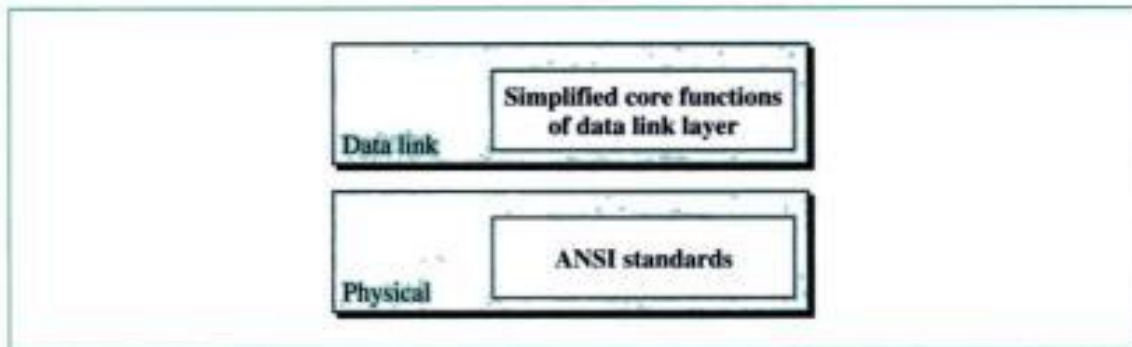 Simplified core functions
of data link layer
Data link
ANSI standards
Physical